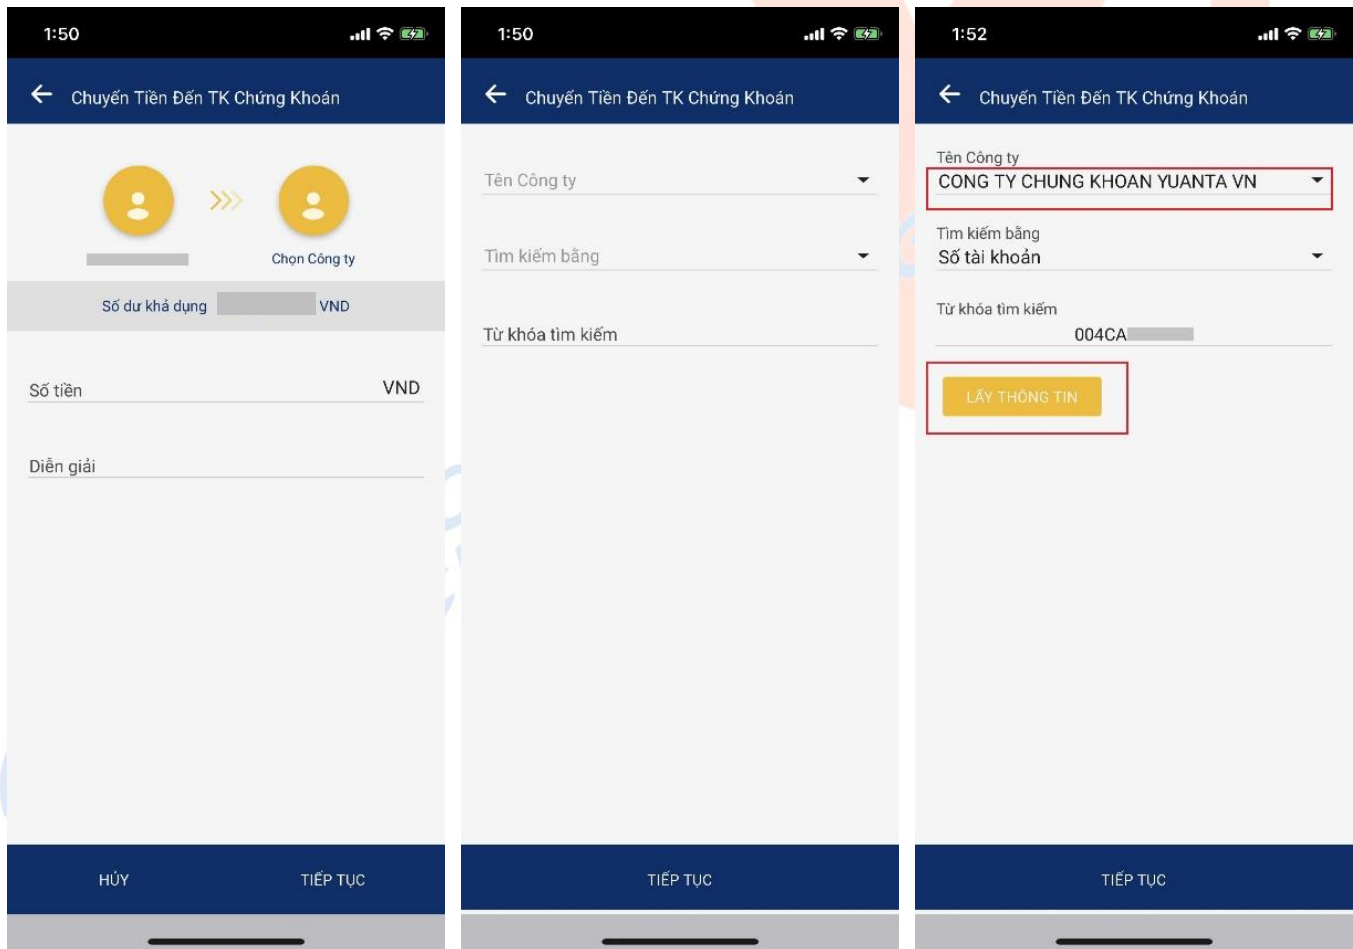 1:50
Chuyển Tiền Đến TK Chứng Khoán
Chọn Công ty
Số dư khả dụng VND
Số tiền VND
Diễn giải
HỦY TIẾP TỤC
1:50
Chuyển Tiền Đến TK Chứng Khoán
Tên Công ty
Tìm kiếm bằng
Từ khóa tìm kiếm
TIẾP TỤC
1:52
Chuyển Tiền Đến TK Chứng Khoán
Tên Công ty
CONG TY CHUNG KHOAN YUANTA VN
Tìm kiếm bằng
Số tài khoản
Từ khóa tìm kiếm
004CA
LẤY THÔNG TIN
TIẾP TỤC